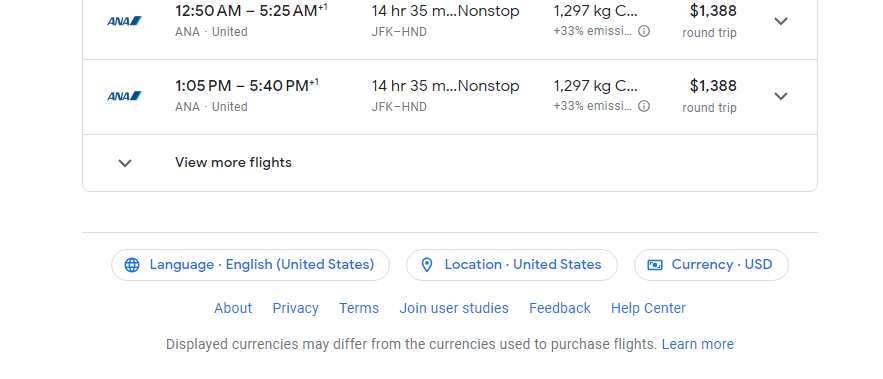 ANA 12:50 AM – 5:25 AM+1 14 hr 35 m... Nonstop 1,297 kg C... $1,388
ANA · United JFK–HND +33% emissi... round trip
ANA 1:05 PM – 5:40 PM+1 14 hr 35 m... Nonstop 1,297 kg C... $1,388
ANA · United JFK–HND +33% emissi... round trip
View more flights
Language · English (United States) Location · United States Currency · USD
About Privacy Terms Join user studies Feedback Help Center
Displayed currencies may differ from the currencies used to purchase flights. Learn more